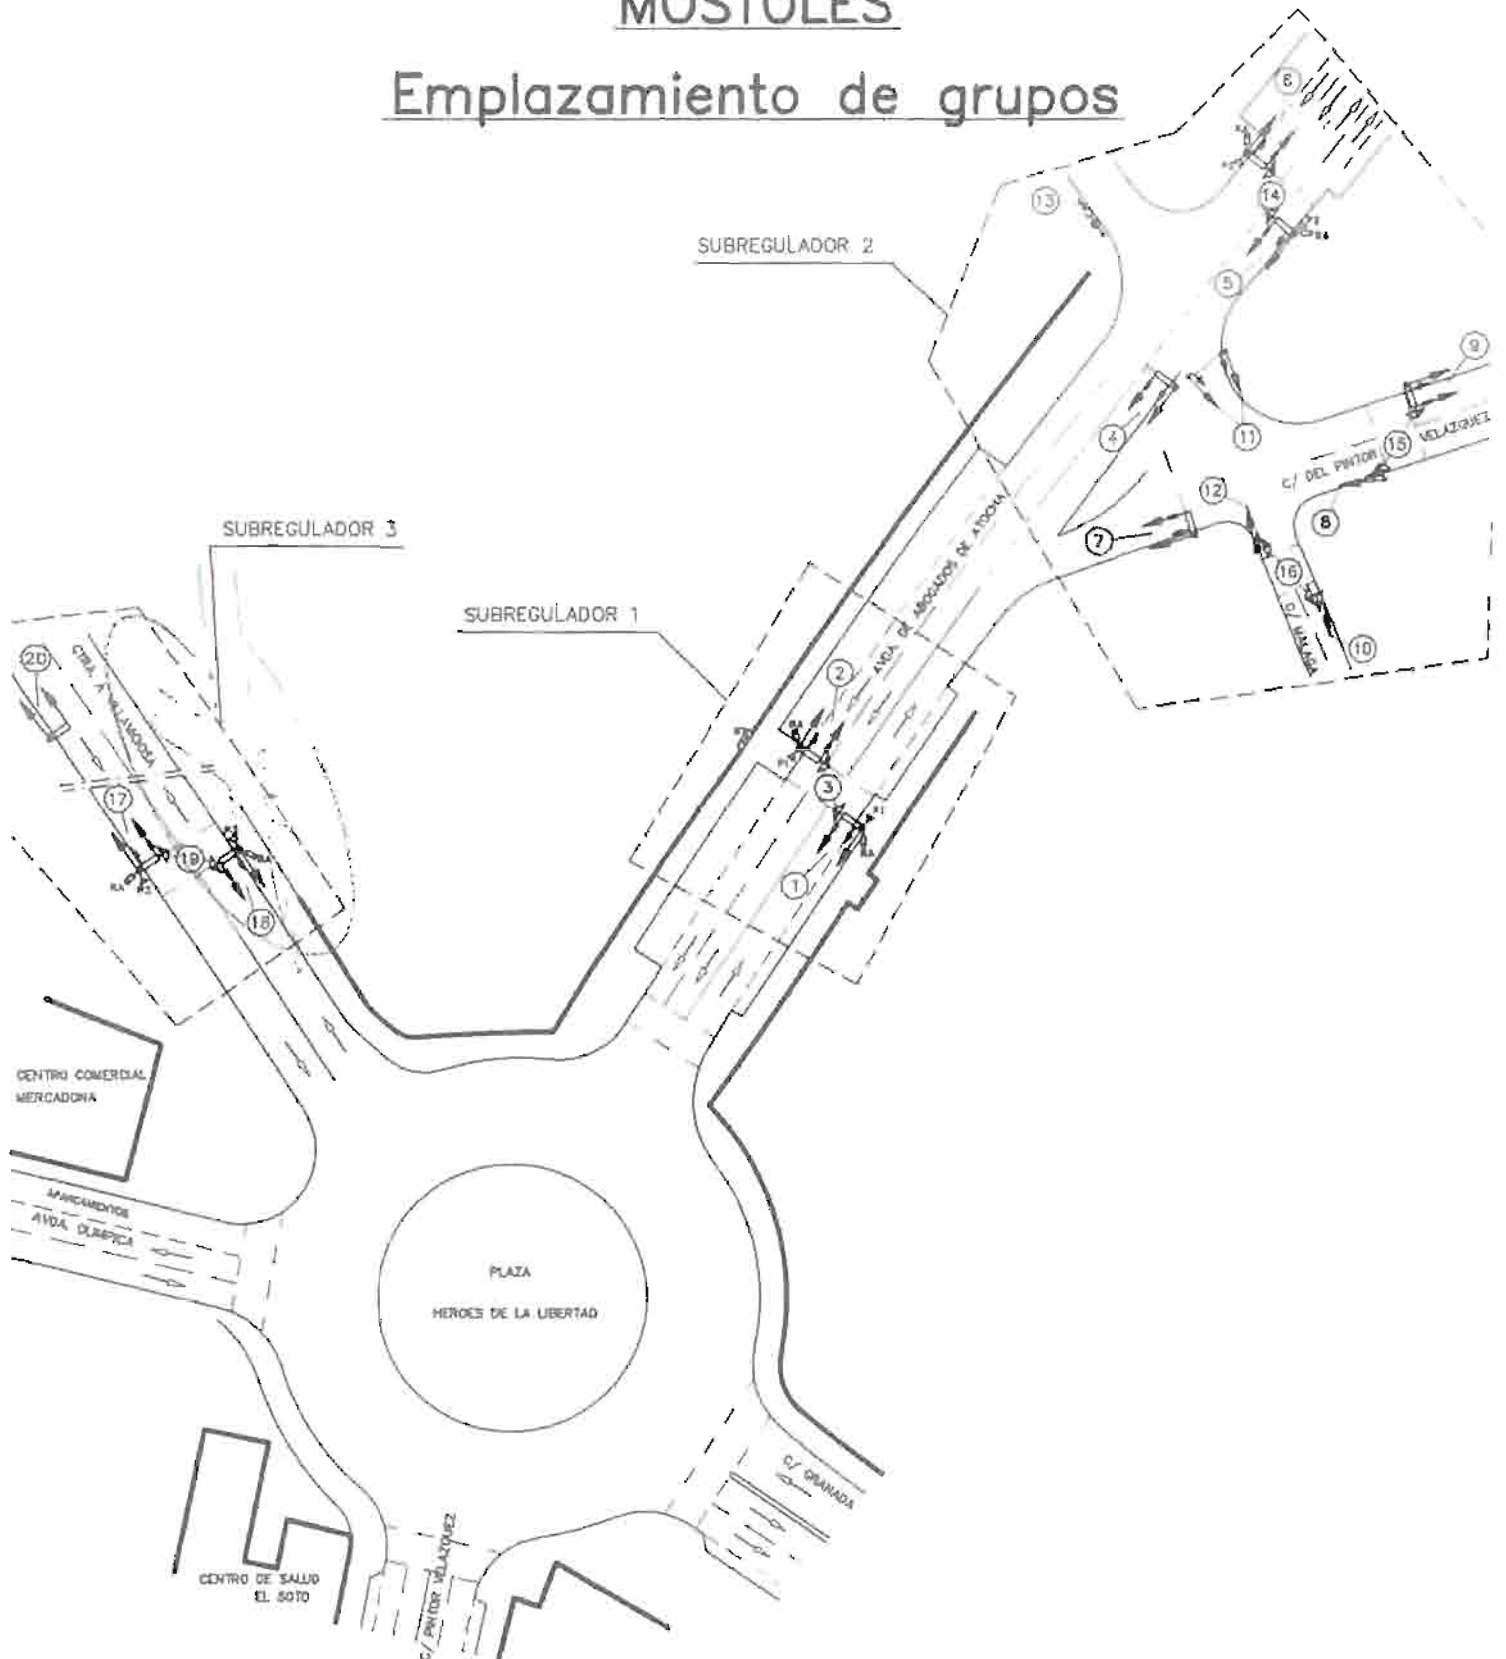 MOSTOLES
Emplazamiento de grupos
6
14
13
SUBREGULADOR 2
5
9
4
11
15
C/ DEL PINTOR VELAZQUEZ
12
8
7
16
C/ MALAGA
10
AVDA DE ABOGADOS DE ATOCHA
SUBREGULADOR 3
SUBREGULADOR 1
20
CTRA. A VILLAVICIOSA
2
3
1
17
19
18
CENTRO COMERCIAL
MERCADONA
APARCAMIENTOS
AVDA. OLIMPICA
PLAZA
HEROES DE LA LIBERTAD
C/ GRANADA
CENTRO DE SALUD
EL SOTO
C/ PINTOR VELAZQUEZ